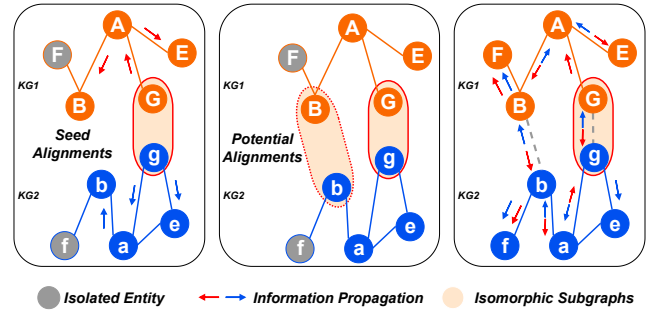 A
F
E
KG1
B
G
Seed
Alignments
g
KG2
b
f
a
e
A
F
E
KG1
B
G
Potential
Alignments
g
KG2
b
f
a
e
A
F
E
KG1
B
G
g
KG2
b
f
a
e
Isolated Entity
Information Propagation
Isomorphic Subgraphs